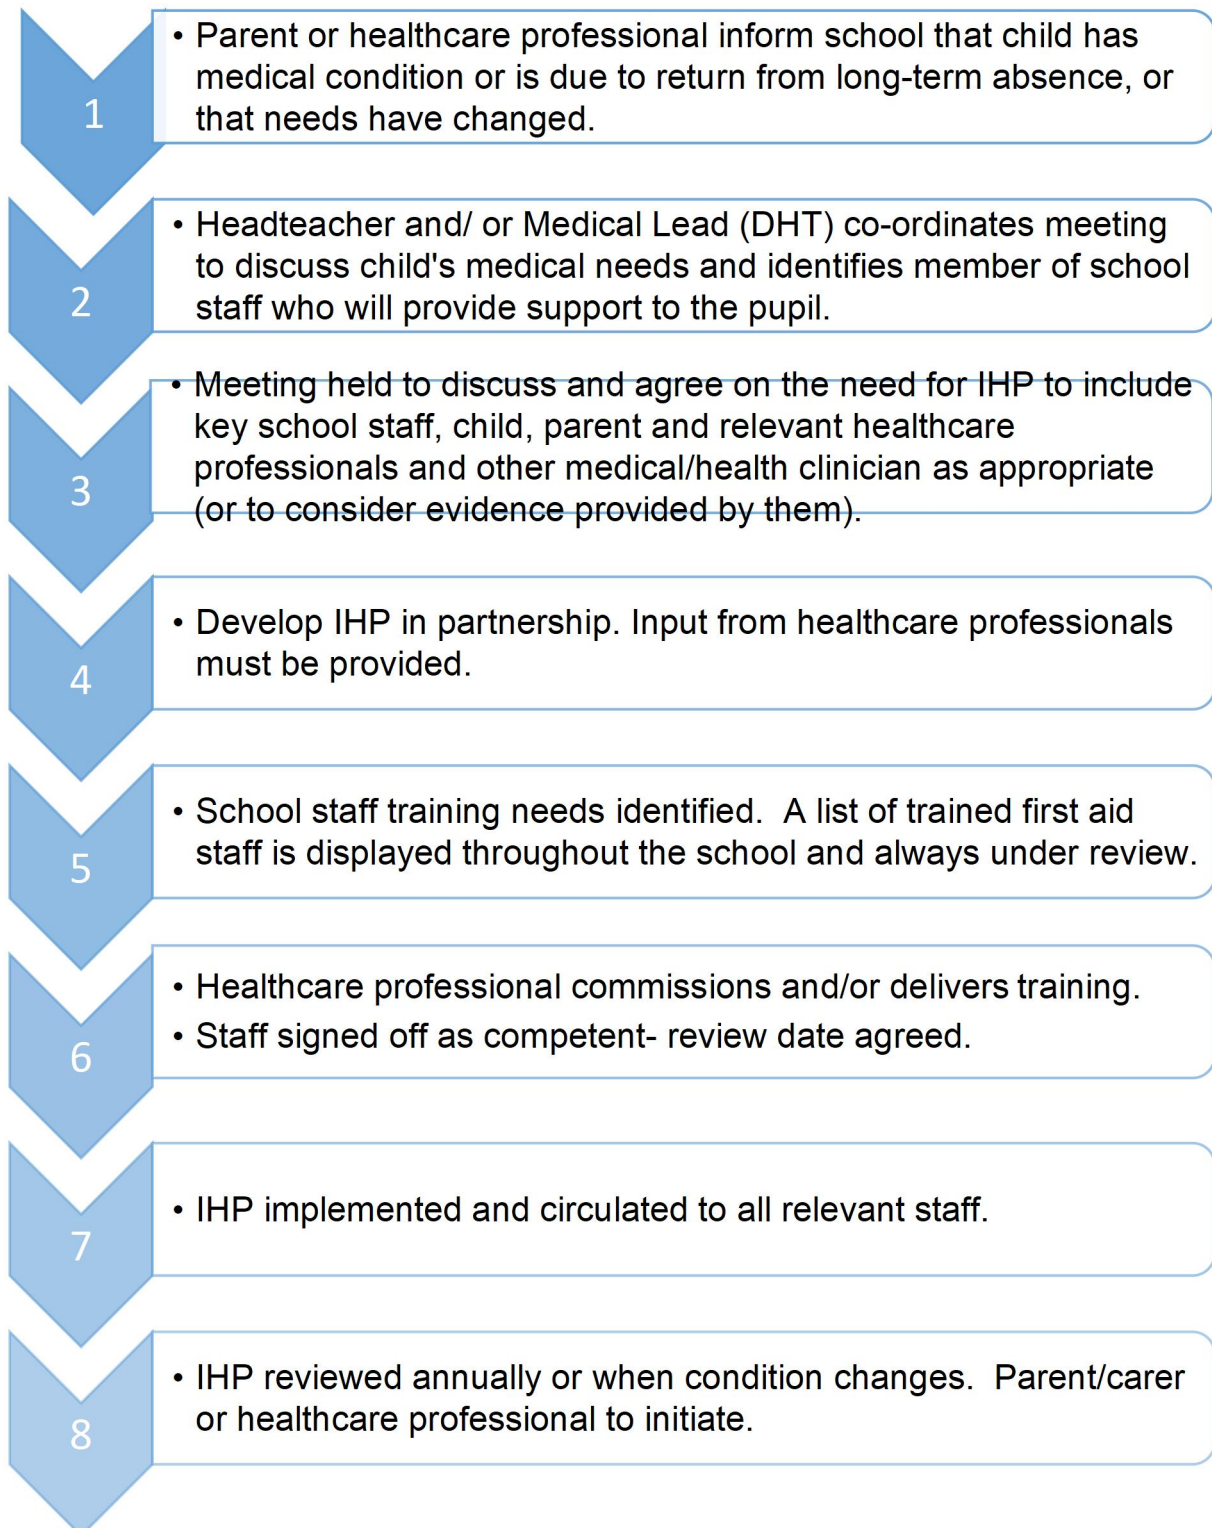 1
• Parent or healthcare professional inform school that child has
medical condition or is due to return from long-term absence, or
that needs have changed.
2
• Headteacher and/ or Medical Lead (DHT) co-ordinates meeting
to discuss child's medical needs and identifies member of school
staff who will provide support to the pupil.
3
• Meeting held to discuss and agree on the need for IHP to include
key school staff, child, parent and relevant healthcare
professionals and other medical/health clinician as appropriate
(or to consider evidence provided by them).
4
• Develop IHP in partnership. Input from healthcare professionals
must be provided.
5
• School staff training needs identified.  A list of trained first aid
staff is displayed throughout the school and always under review.
6
• Healthcare professional commissions and/or delivers training.
• Staff signed off as competent- review date agreed.
7
• IHP implemented and circulated to all relevant staff.
8
• IHP reviewed annually or when condition changes.  Parent/carer
or healthcare professional to initiate.